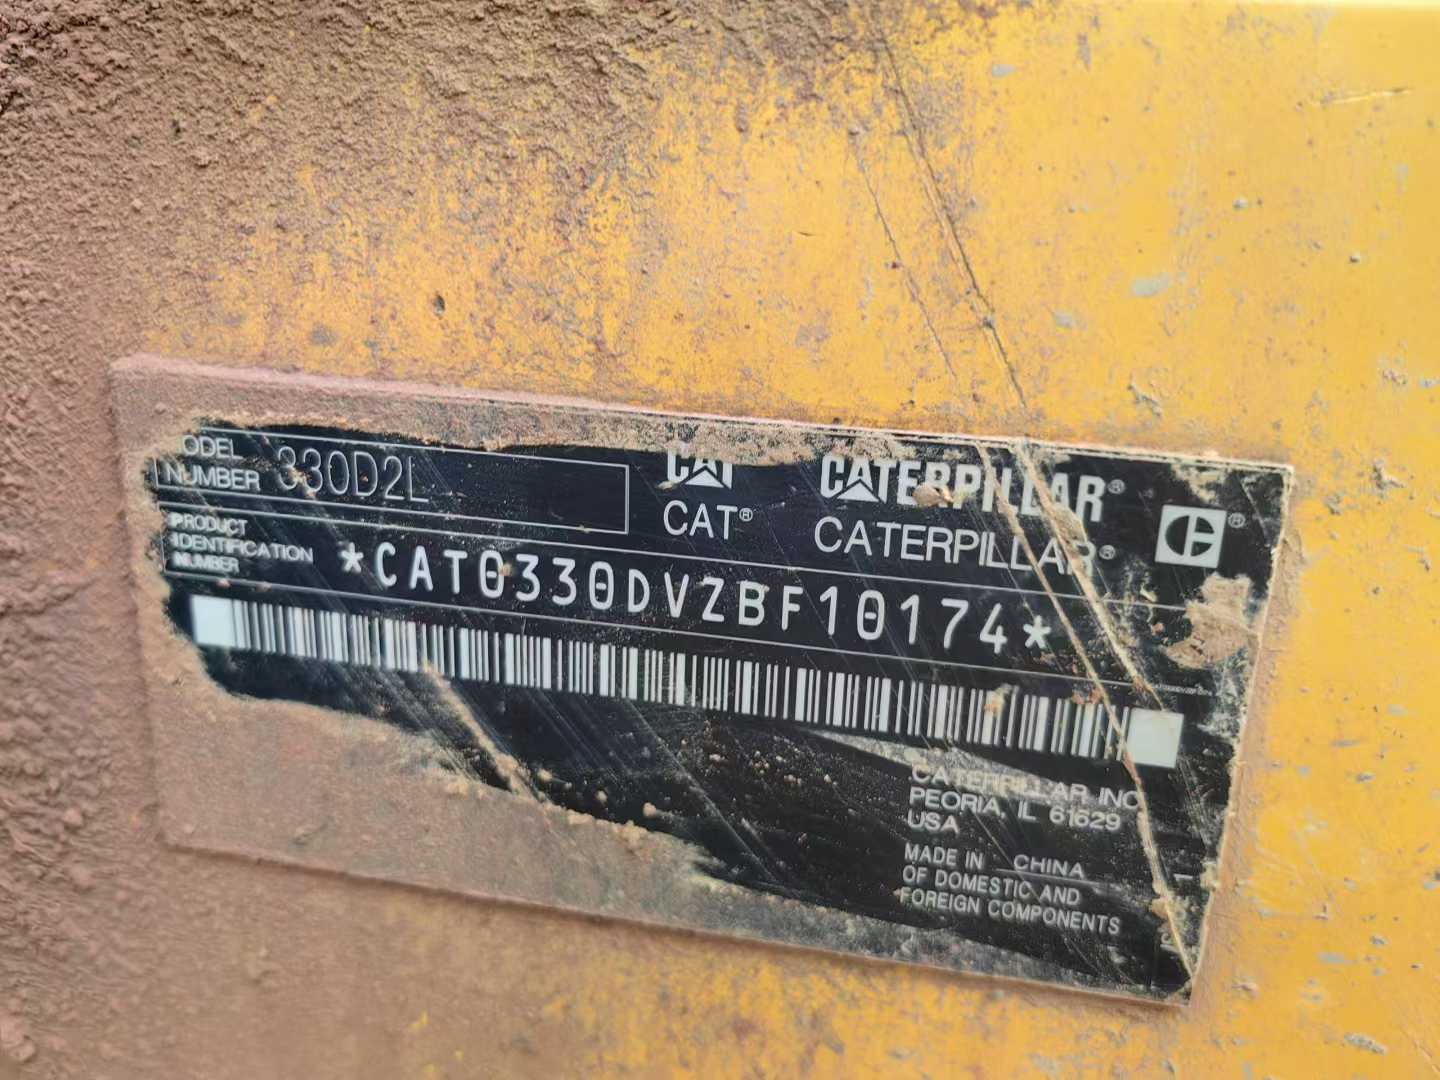 ODEL
NUMBER 330D2L
CAT CATERPILLAR®
CAT® CATERPILLAR® ®
PRODUCT
IDENTIFICATION
NUMBER
*CAT0330DVZBF10174*
CATERPILLAR INC
PEORIA, IL 61629
USA
MADE IN CHINA
OF DOMESTIC AND
FOREIGN COMPONENTS